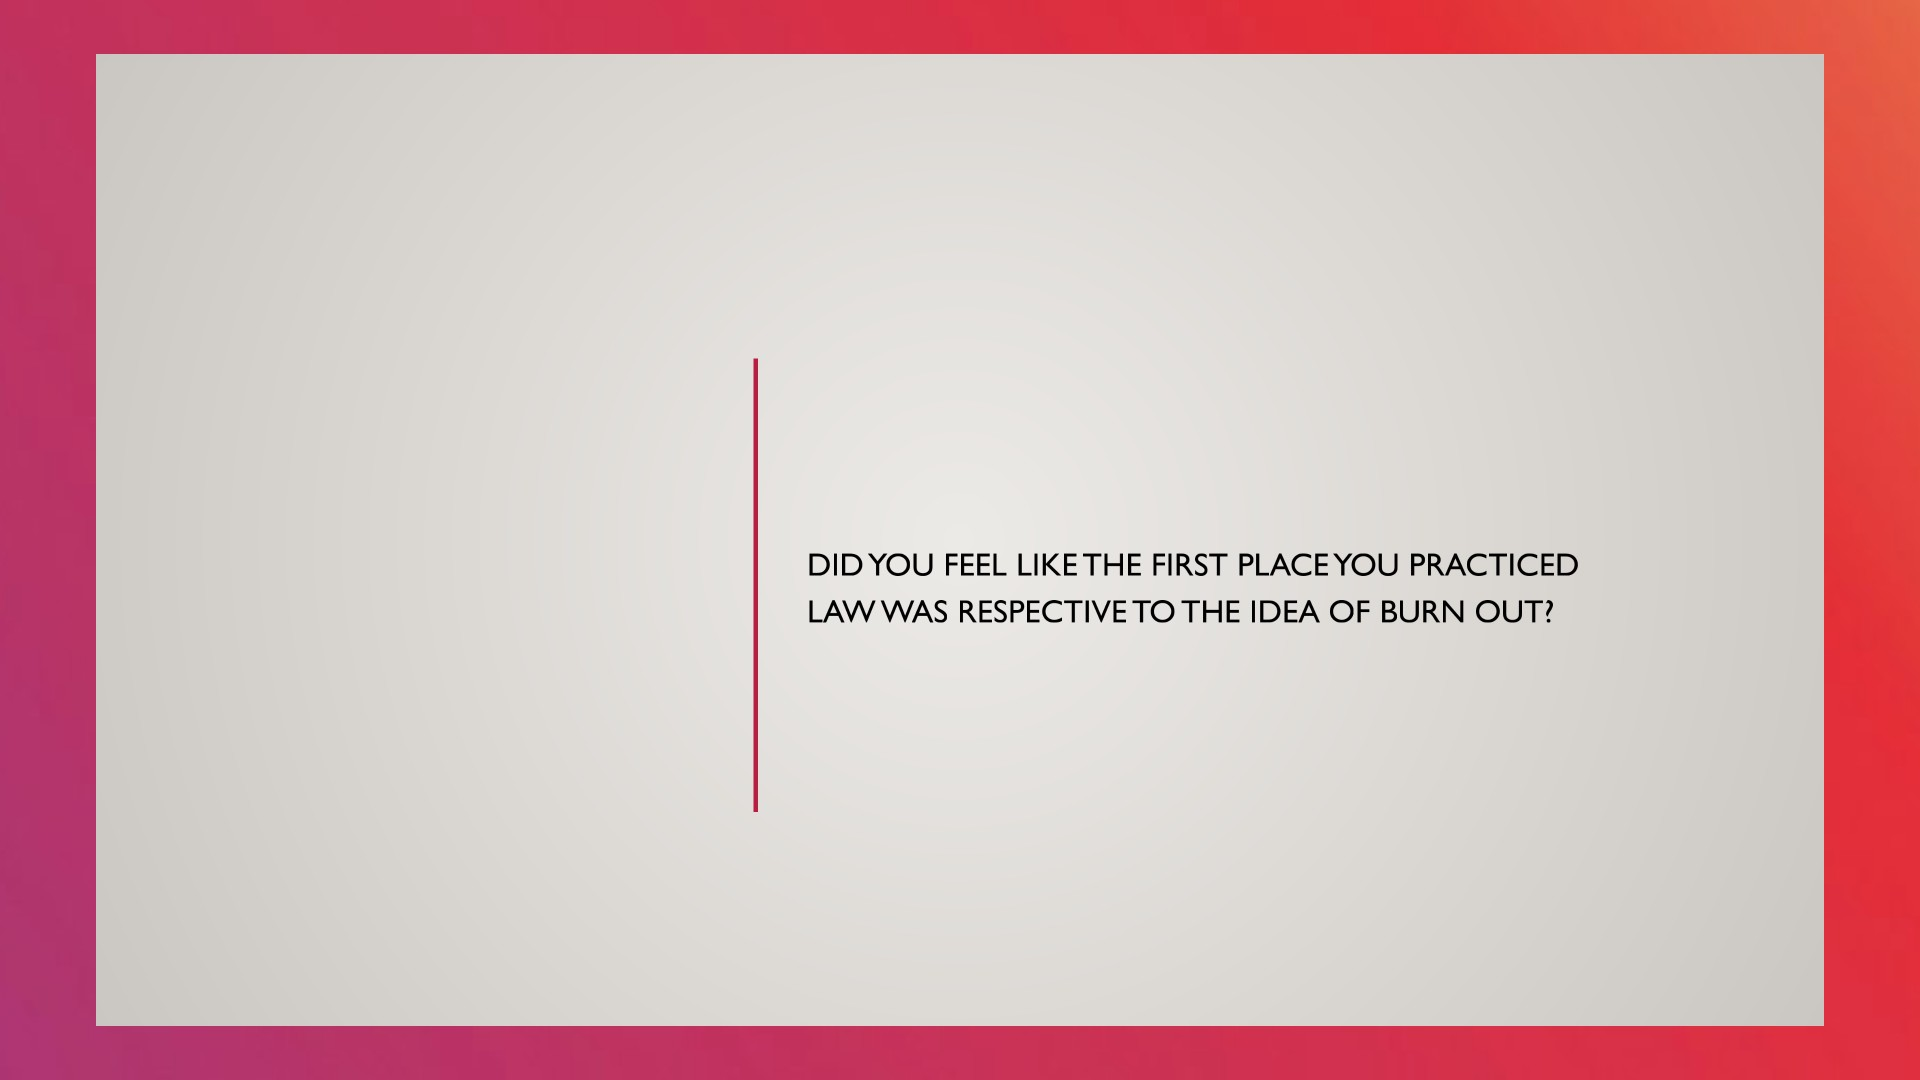 DID YOU FEEL LIKE THE FIRST PLACE YOU PRACTICED
LAW WAS RESPECTIVE TO THE IDEA OF BURN OUT?